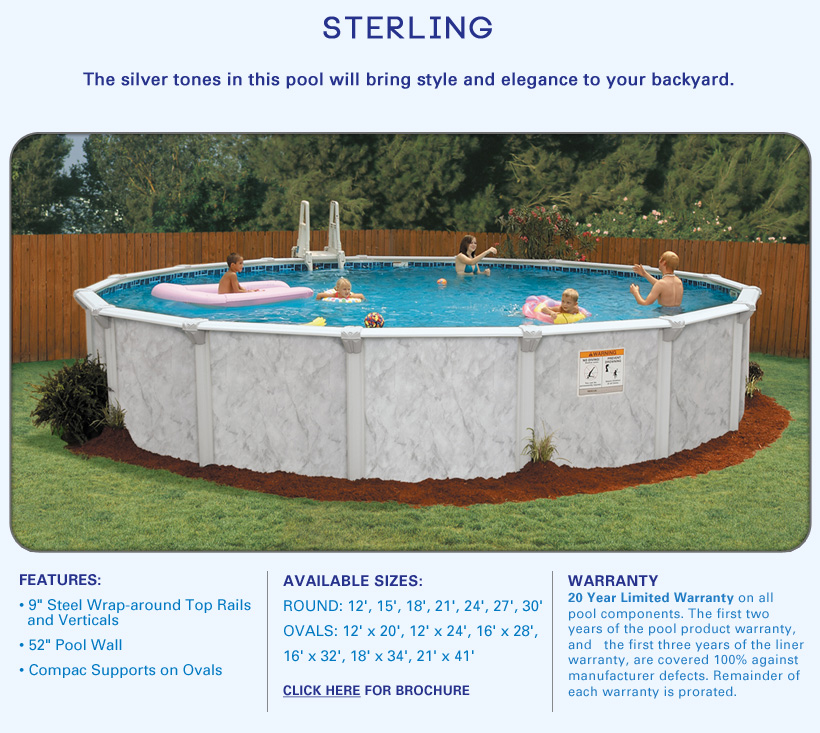 STERLING
The silver tones in this pool will bring style and elegance to your backyard.
WARNING
FEATURES:
• 9" Steel Wrap-around Top Rails
and Verticals
• 52" Pool Wall
• Compac Supports on Ovals
AVAILABLE SIZES:
ROUND: 12', 15', 18', 21', 24', 27', 30'
OVALS: 12' x 20', 12' x 24', 16' x 28',
16' x 32', 18' x 34', 21' x 41'
CLICK HERE FOR BROCHURE
WARRANTY
20 Year Limited Warranty on all
pool components. The first two
years of the pool product warranty,
and the first three years of the liner
warranty, are covered 100% against
manufacturer defects. Remainder of
each warranty is prorated.